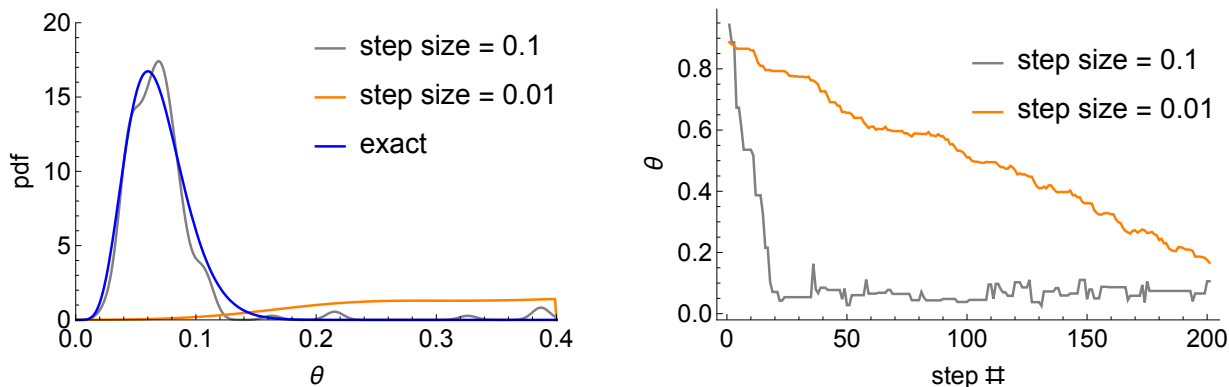 20
15
10
5
0
pdf
0.0 0.1 0.2 0.3 0.4
θ
step size = 0.1
step size = 0.01
exact
0.8
0.6
0.4
0.2
0.0
θ
0 50 100 150 200
step #
step size = 0.1
step size = 0.01